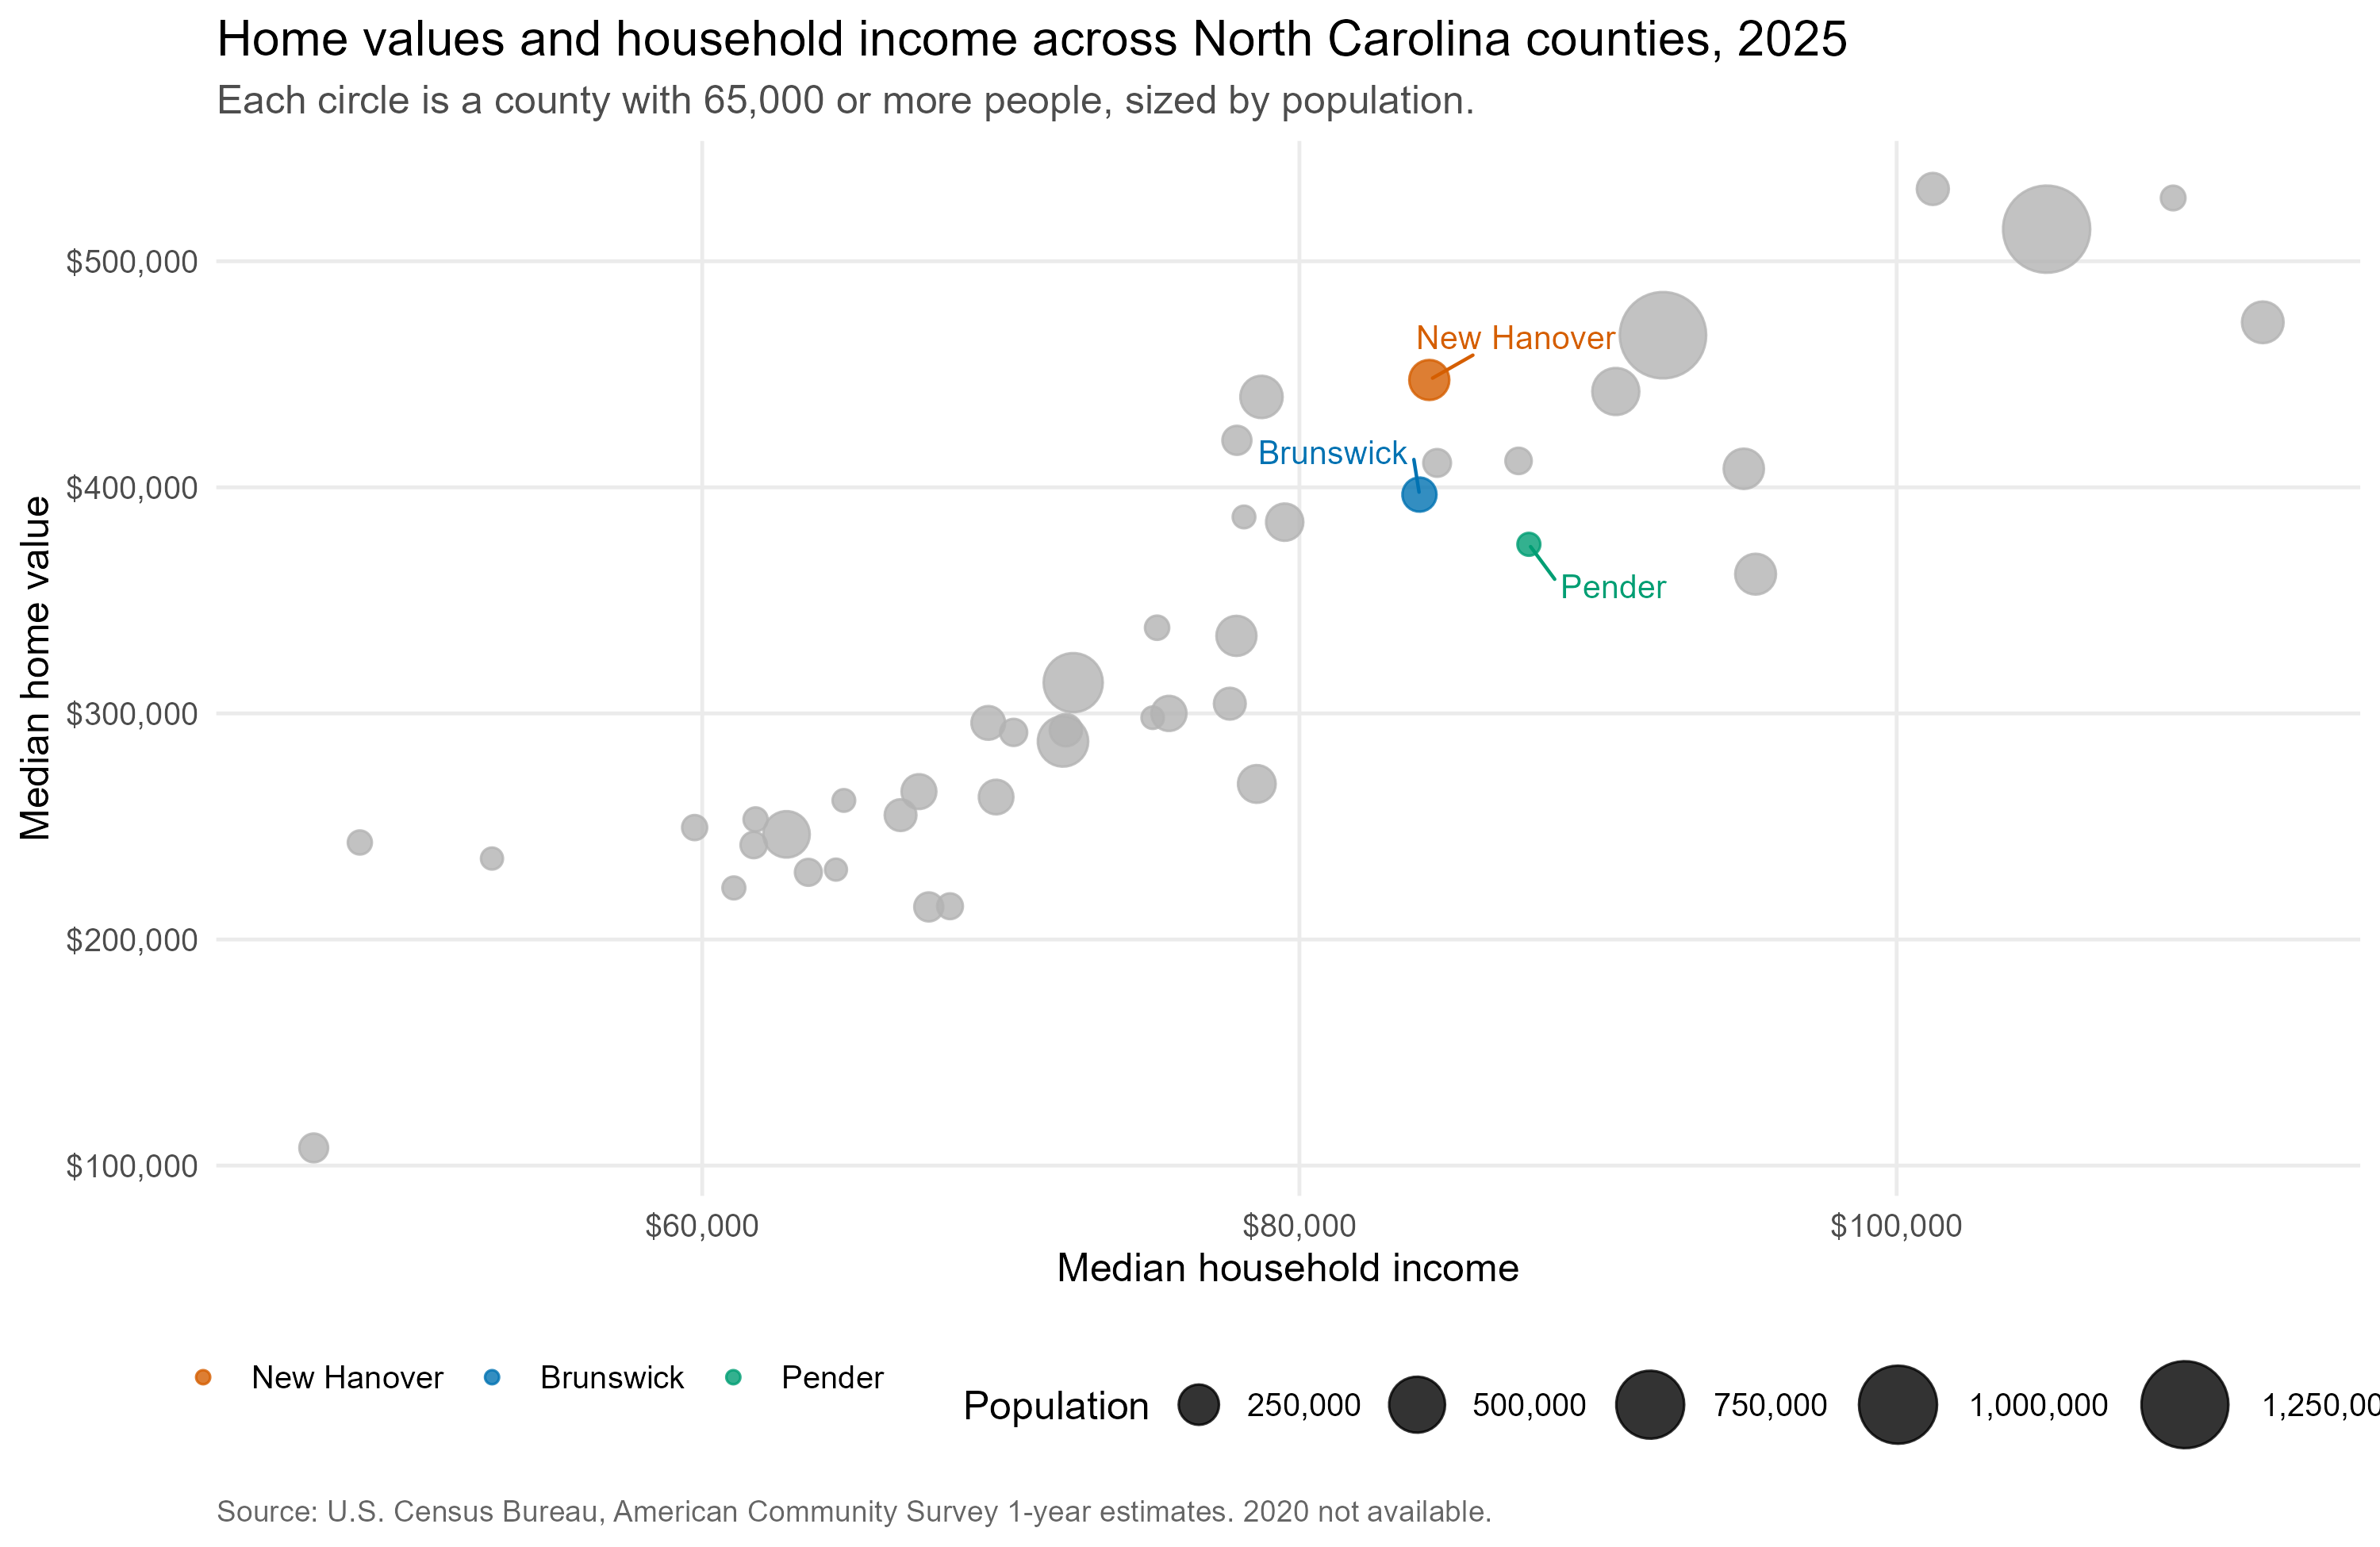 Home values and household income across North Carolina counties, 2025
Each circle is a county with 65,000 or more people, sized by population.
Median home value
$500,000
$400,000
$300,000
$200,000
$100,000
New Hanover
Brunswick
Pender
$60,000 $80,000 $100,000
Median household income
New Hanover Brunswick Pender
Population 250,000 500,000 750,000 1,000,000 1,250,00
Source: U.S. Census Bureau, American Community Survey 1-year estimates. 2020 not available.